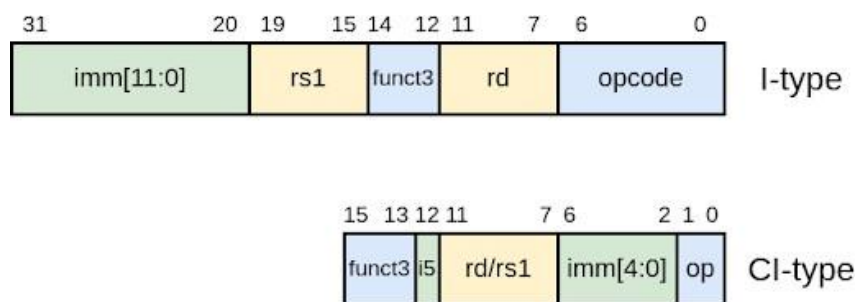 31 20 19 15 14 12 11 7 6 0
imm[11:0] rs1 funct3 rd opcode I-type
15 13 12 11 7 6 2 1 0
funct3 i5 rd/rs1 imm[4:0] op CI-type